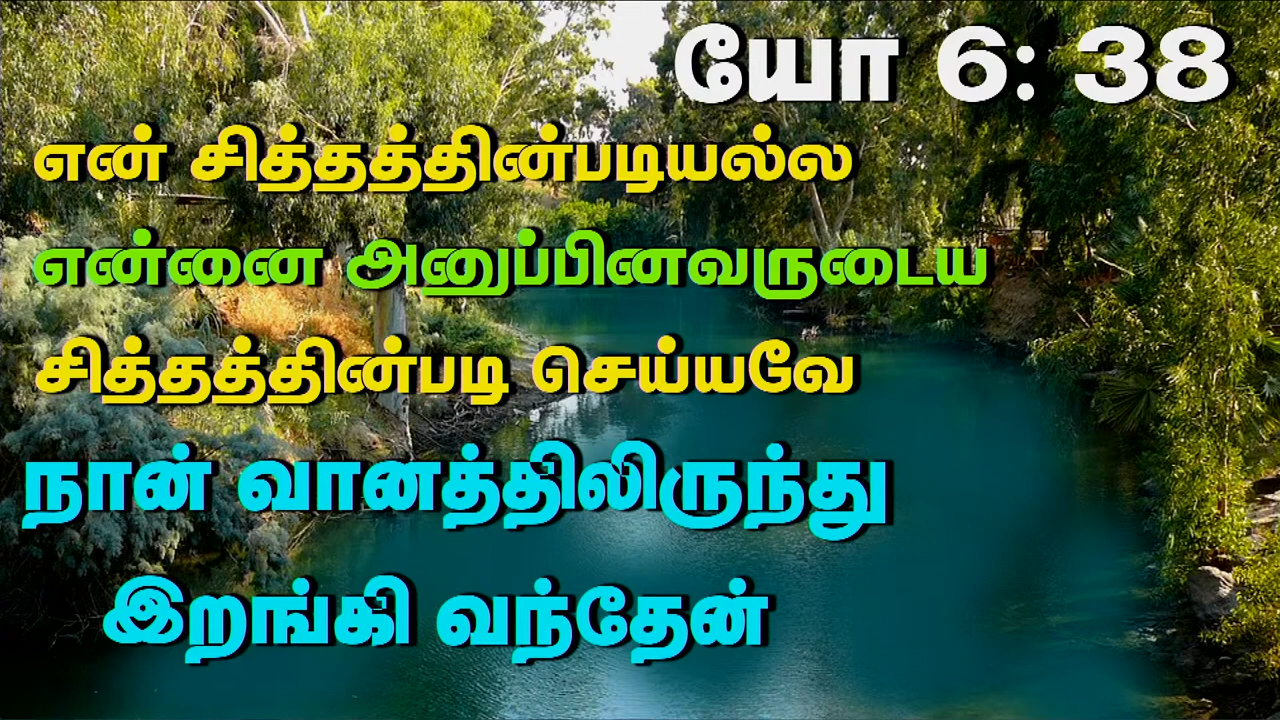 யோ 6: 38
என் சித்தத்தின்படியல்ல
என்னை அனுப்பினவருடைய
சித்தத்தின்படி செய்யவே
நான் வானத்திலிருந்து
இறங்கி வந்தேன்